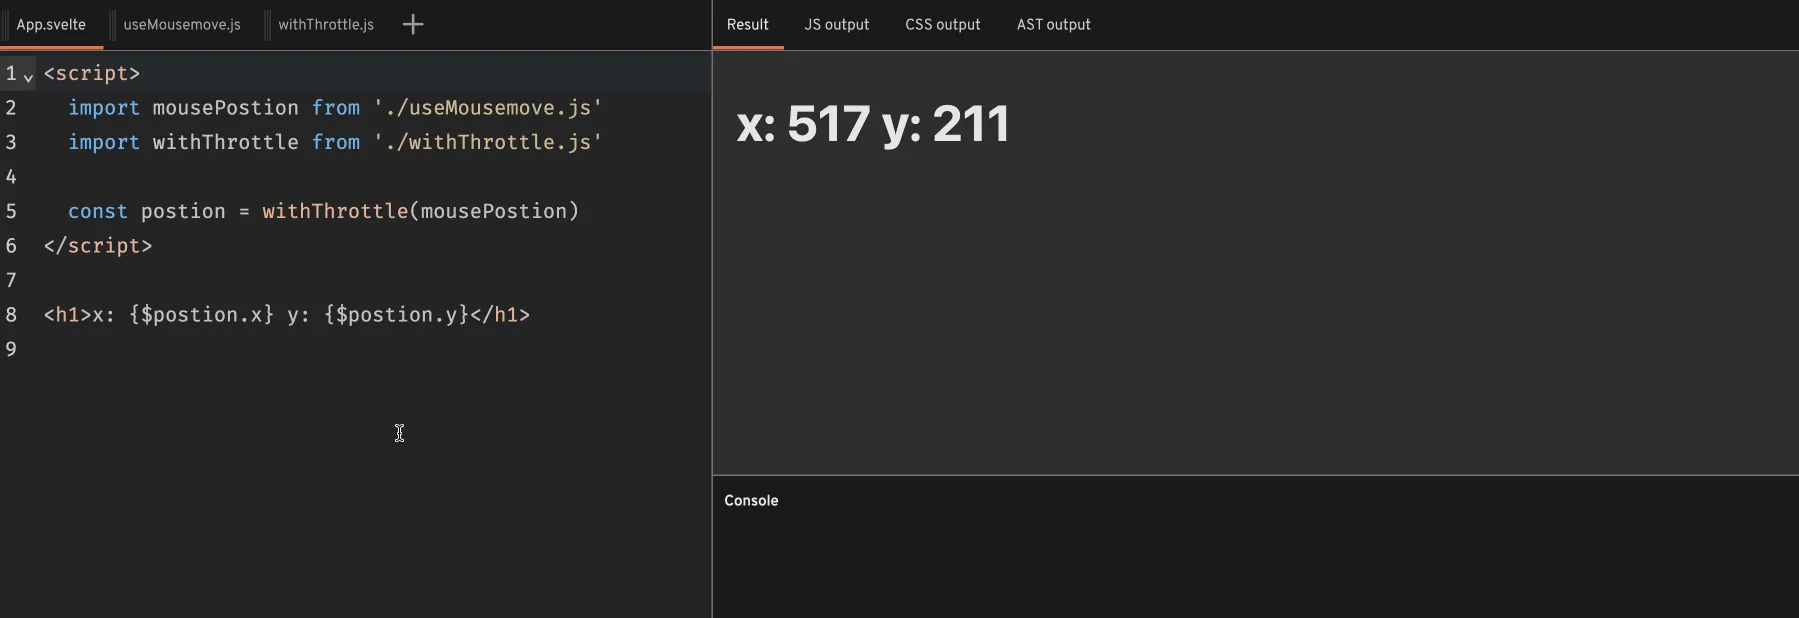 App.svelte useMousemove.js withThrottle.js +
1 <script>
2 import mousePostion from './useMousemove.js'
3 import withThrottle from './withThrottle.js'
4
5 const postion = withThrottle(mousePostion)
6 </script>
7
8 <h1>x: {$postion.x} y: {$postion.y}</h1>
9
Result JS output CSS output AST output
x: 517 y: 211
Console